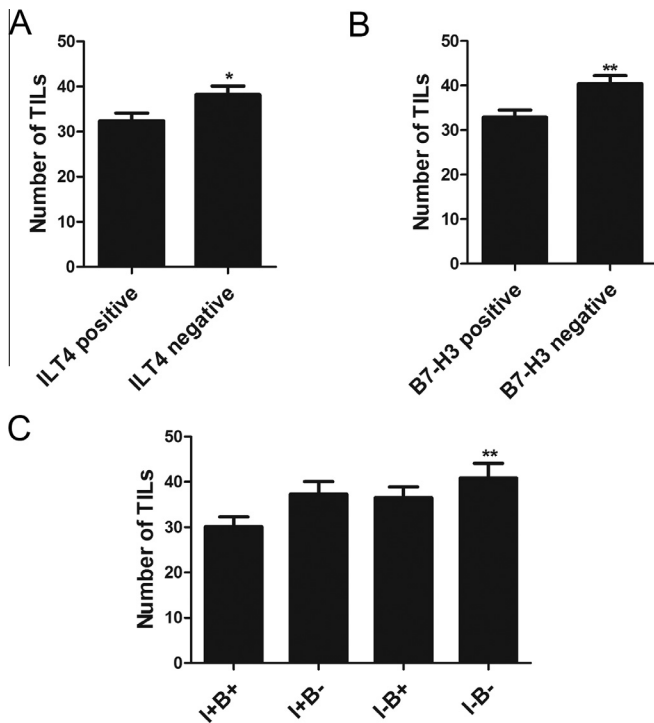 A
Number of TILs
50
40
30
20
10
0
*
ILT4 positive
ILT4 negative
B
Number of TILs
50
40
30
20
10
0
**
B7-H3 positive
B7-H3 negative
C
Number of TILs
50
40
30
20
10
0
**
I+B+
I+B-
I-B+
I-B-